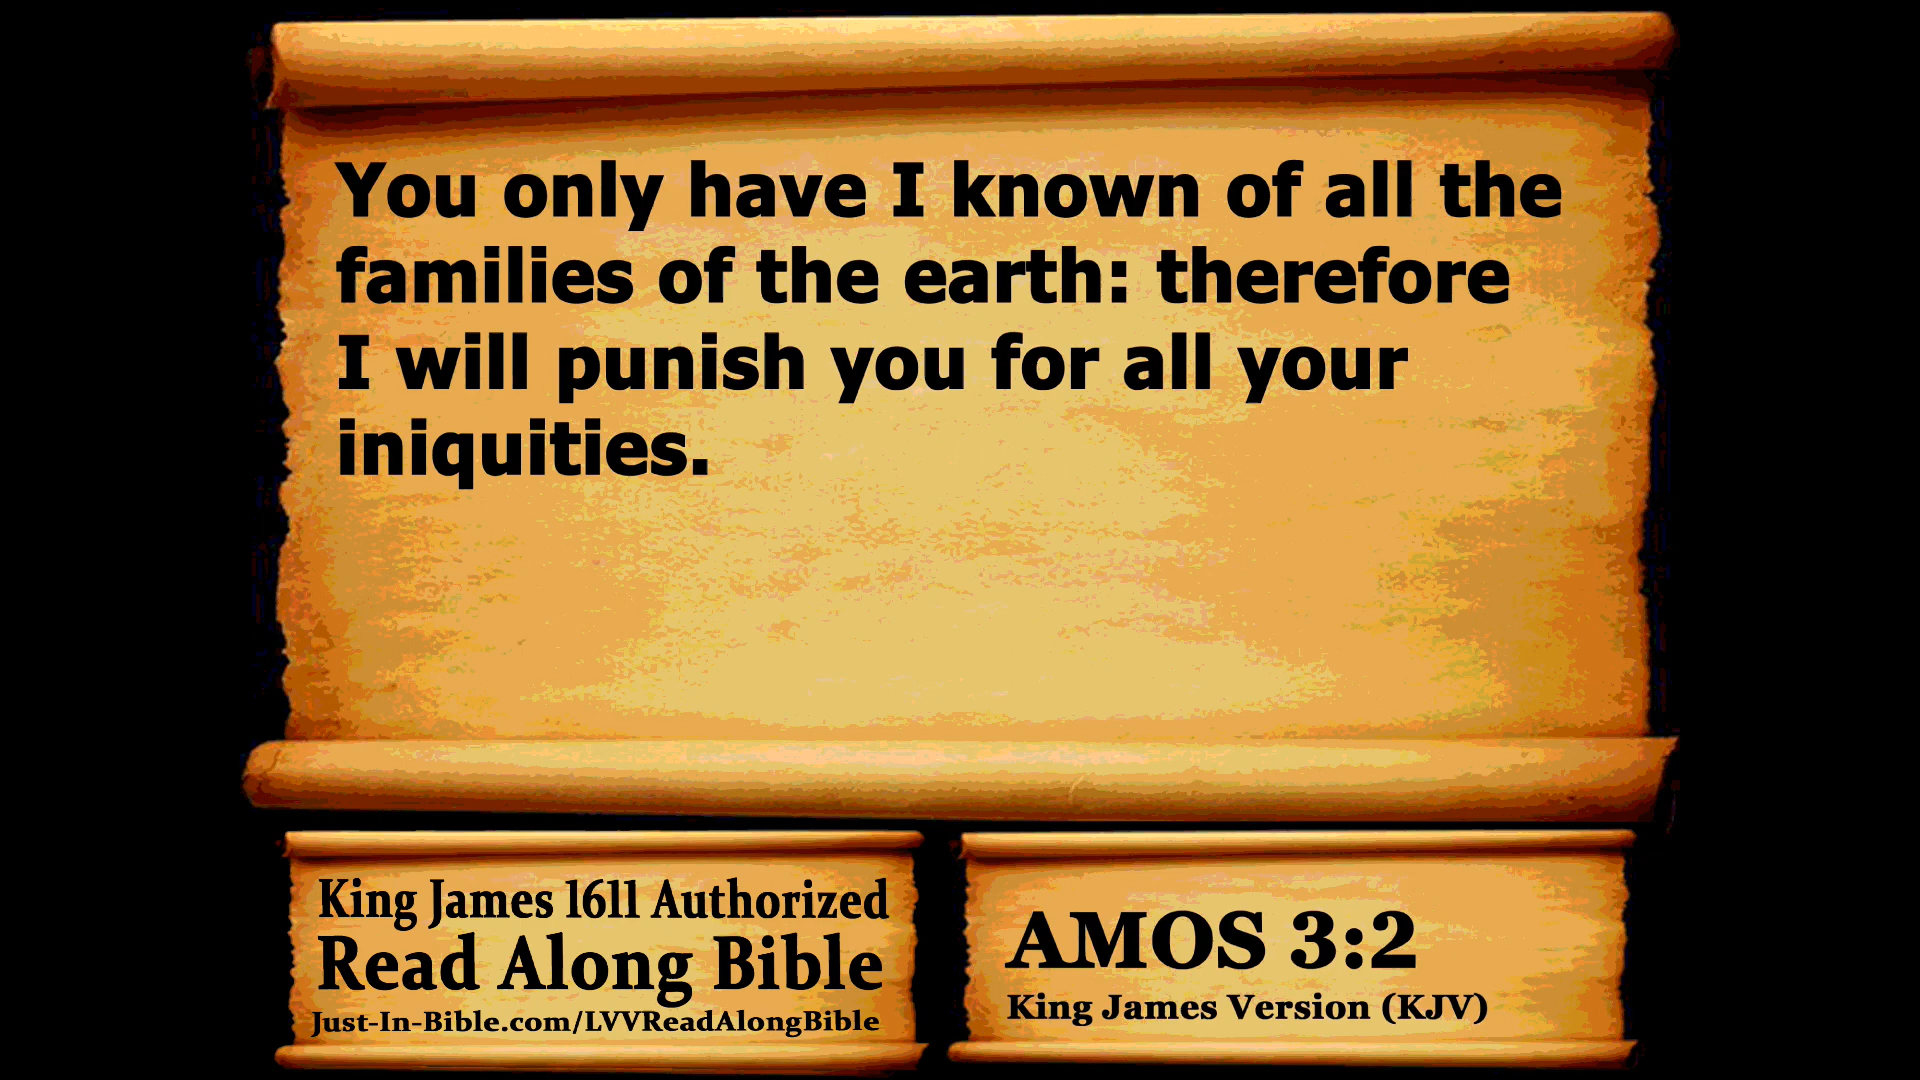 You only have I known of all the
families of the earth: therefore
I will punish you for all your
iniquities.
King James 1611 Authorized
Read Along Bible
Just-In-Bible.com/LVVReadAlongBible
AMOS 3:2
King James Version (KJV)